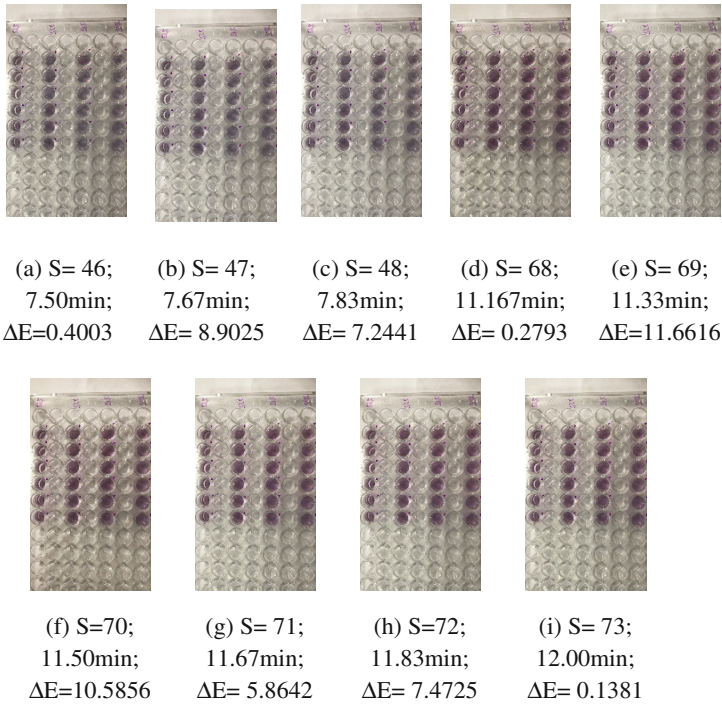 (a) S= 46;
7.50min;
ΔE=0.4003
(b) S= 47;
7.67min;
ΔE= 8.9025
(c) S= 48;
7.83min;
ΔE= 7.2441
(d) S= 68;
11.167min;
ΔE= 0.2793
(e) S= 69;
11.33min;
ΔE=11.6616
(f) S=70;
11.50min;
ΔE=10.5856
(g) S= 71;
11.67min;
ΔE= 5.8642
(h) S=72;
11.83min;
ΔE= 7.4725
(i) S= 73;
12.00min;
ΔE= 0.1381